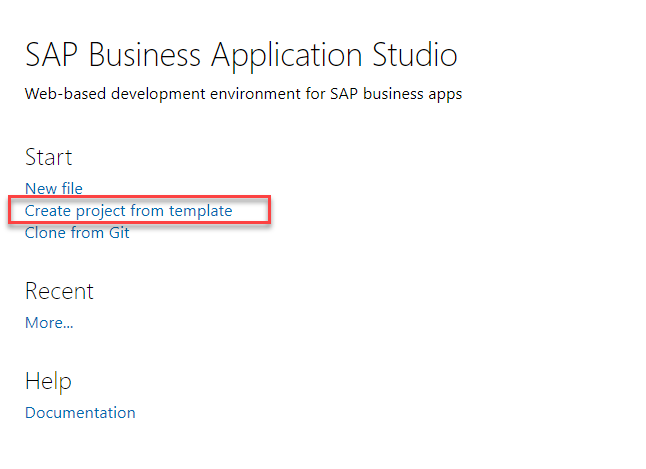 SAP Business Application Studio
Web-based development environment for SAP business apps
Start
New file
Create project from template
Clone from Git
Recent
More...
Help
Documentation